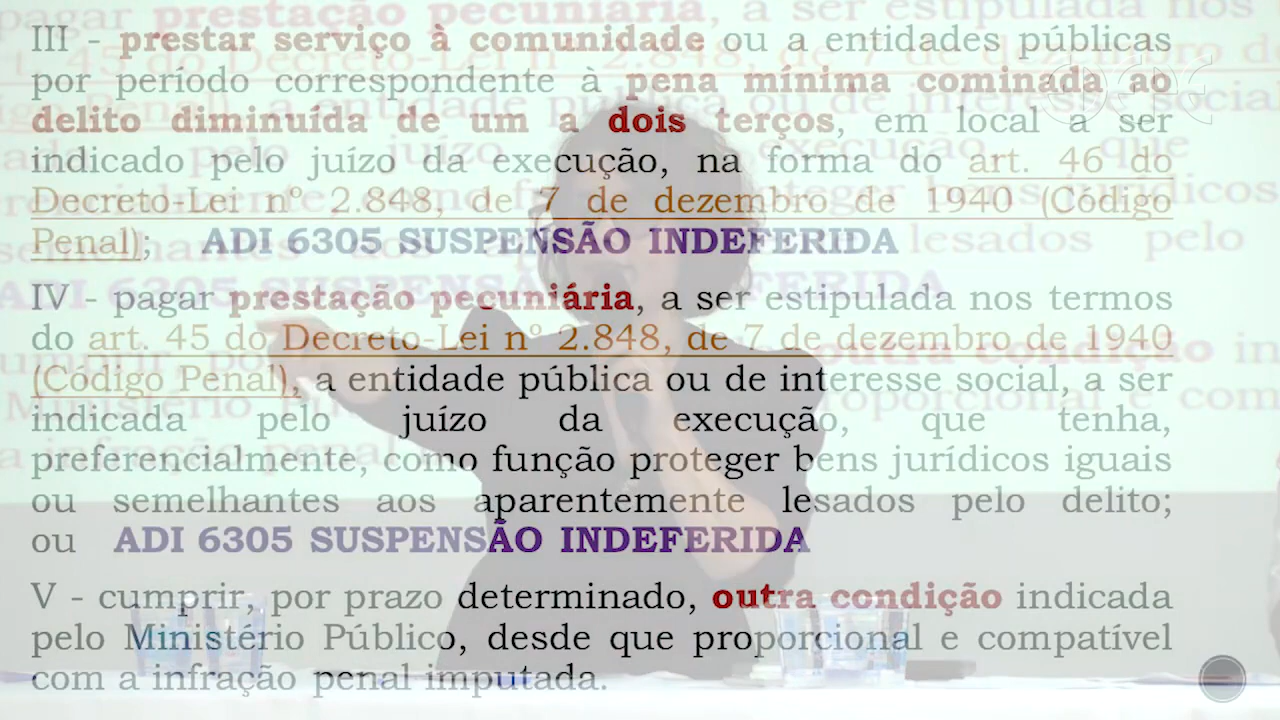 III - prestar serviço à comunidade ou a entidades públicas
por período correspondente à pena mínima cominada ao
delito diminuída de um a dois terços, em local a ser
indicado pelo juízo da execução, na forma do art. 46 do
Decreto-Lei nº 2.848, de 7 de dezembro de 1940 (Código
Penal); ADI 6305 SUSPENSÃO INDEFERIDA
IV - pagar prestação pecuniária, a ser estipulada nos termos
do art. 45 do Decreto-Lei nº 2.848, de 7 de dezembro de 1940
(Código Penal), a entidade pública ou de interesse social, a ser
indicada pelo juízo da execução, que tenha,
preferencialmente, como função proteger bens jurídicos iguais
ou semelhantes aos aparentemente lesados pelo delito;
ou ADI 6305 SUSPENSÃO INDEFERIDA
V - cumprir, por prazo determinado, outra condição indicada
pelo Ministério Público, desde que proporcional e compatível
com a infração penal imputada.